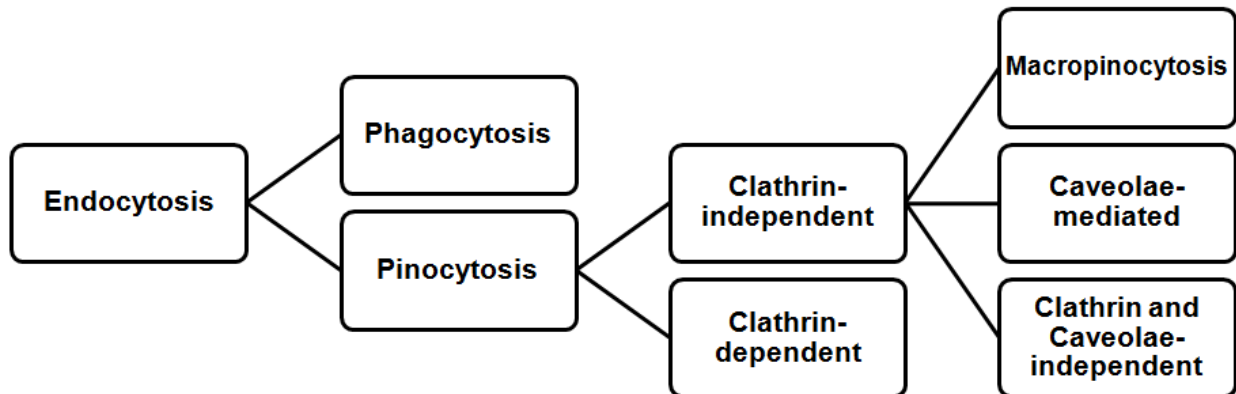 Endocytosis
Phagocytosis
Pinocytosis
Clathrin-
independent
Clathrin-
dependent
Macropinocytosis
Caveolae-
mediated
Clathrin and
Caveolae-
independent